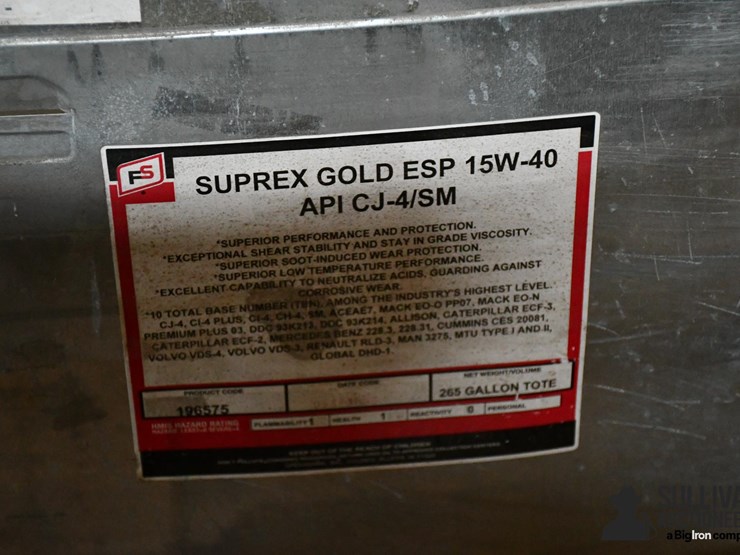 FS
SUPREX GOLD ESP 15W-40
API CJ-4/SM
*SUPERIOR PERFORMANCE AND PROTECTION.
*EXCEPTIONAL SHEAR STABILITY AND STAY IN GRADE VISCOSITY.
*SUPERIOR SOOT-INDUCED WEAR PROTECTION.
*SUPERIOR LOW TEMPERATURE PERFORMANCE.
*EXCELLENT CAPABILITY TO NEUTRALIZE ACIDS, GUARDING AGAINST
CORROSIVE WEAR.
*10 TOTAL BASE NUMBER (TBN), AMONG THE INDUSTRY'S HIGHEST LEVEL.
CJ-4, CI-4 PLUS, CI-4, CH-4, SM, ACEAE7, MACK EO-O PP07, MACK EO-N
PREMIUM PLUS 03, DDC 93K213, DDC 93K214, ALLISON, CATERPILLAR ECF-3,
CATERPILLAR ECF-2, MERCEDES BENZ 228.3, 228.31, CUMMINS CES 20081,
VOLVO VDS-4, VOLVO VDS-3, RENAULT RLD-3, MAN 3275, MTU TYPE I AND II,
GLOBAL DHD-1.
PRODUCT CODE
196575
DATE CODE
NET WEIGHT/VOLUME
265 GALLON TOTE
HMIS HAZARD RATING
FLAMMABILITY 1 HEALTH 1 REACTIVITY 0 PERSONAL
KEEP OUT OF THE REACH OF CHILDREN
SULLIVA
a BigIron comp